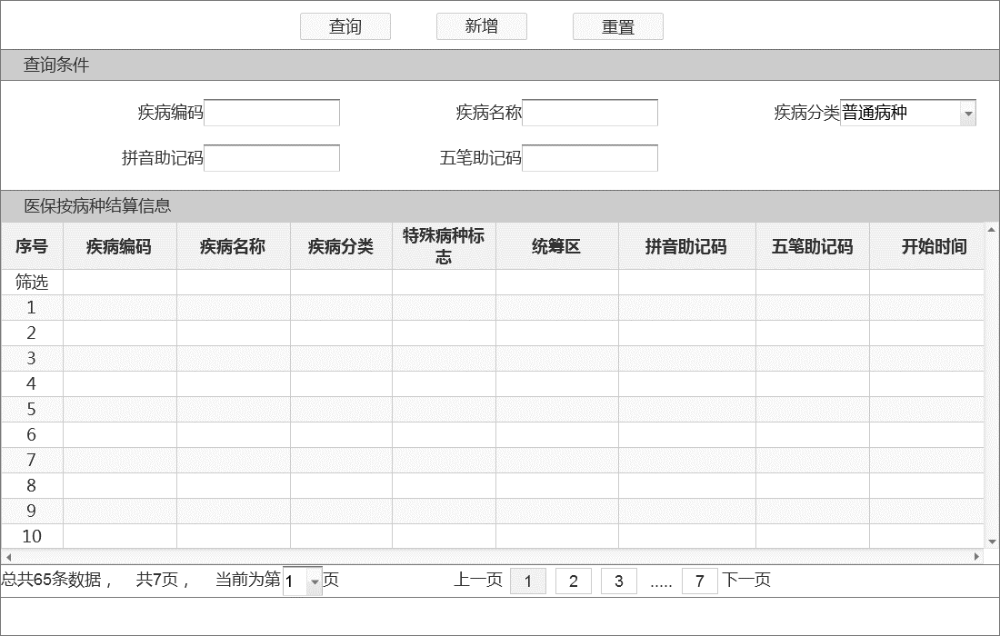 查询 新增 重置
查询条件
疾病编码 疾病名称 疾病分类 普通病种
拼音助记码 五笔助记码
医保按病种结算信息
序号 疾病编码 疾病名称 疾病分类 特殊病种标志 统筹区 拼音助记码 五笔助记码 开始时间
筛选
1
2
3
4
5
6
7
8
9
10
总共65条数据， 共7页， 当前为第 1 页 上一页 1 2 3 ..... 7 下一页